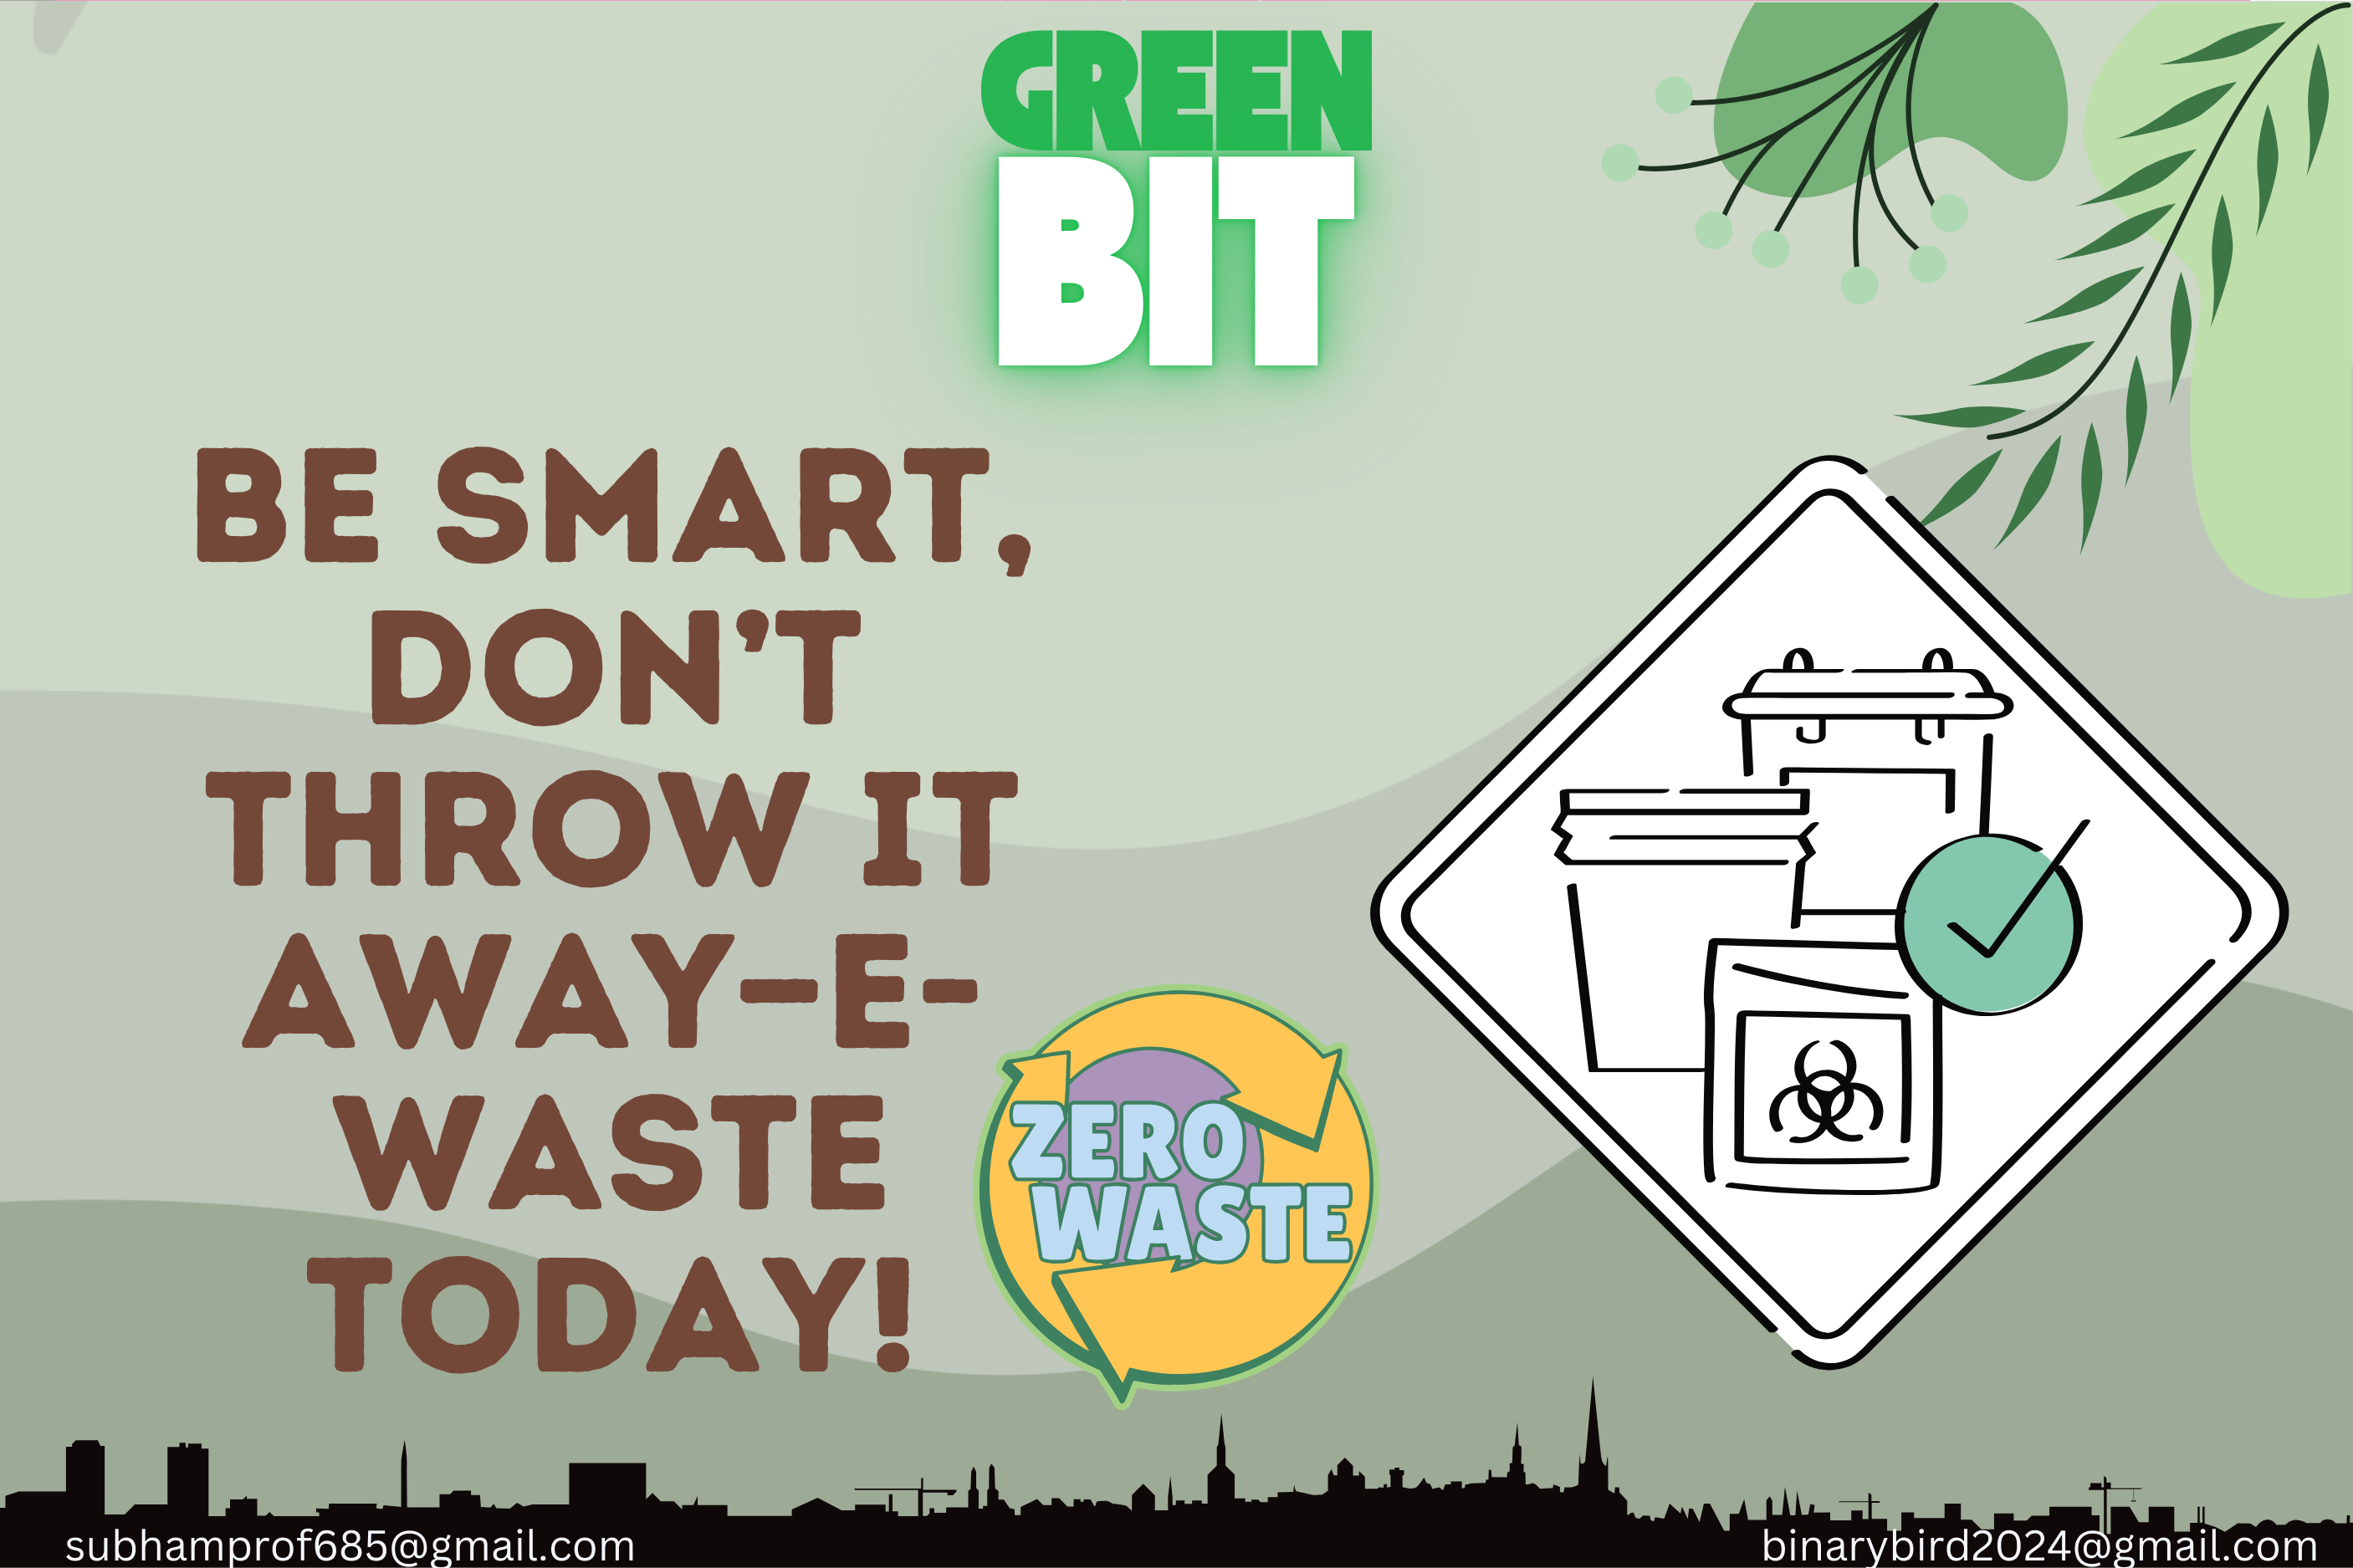 GREEN
BIT
BE SMART,
DON'T
THROW IT
AWAY--E-
WASTE
TODAY!
ZERO
WASTE
subhamprof685@gmail.com
binarybird2024@gmail.com